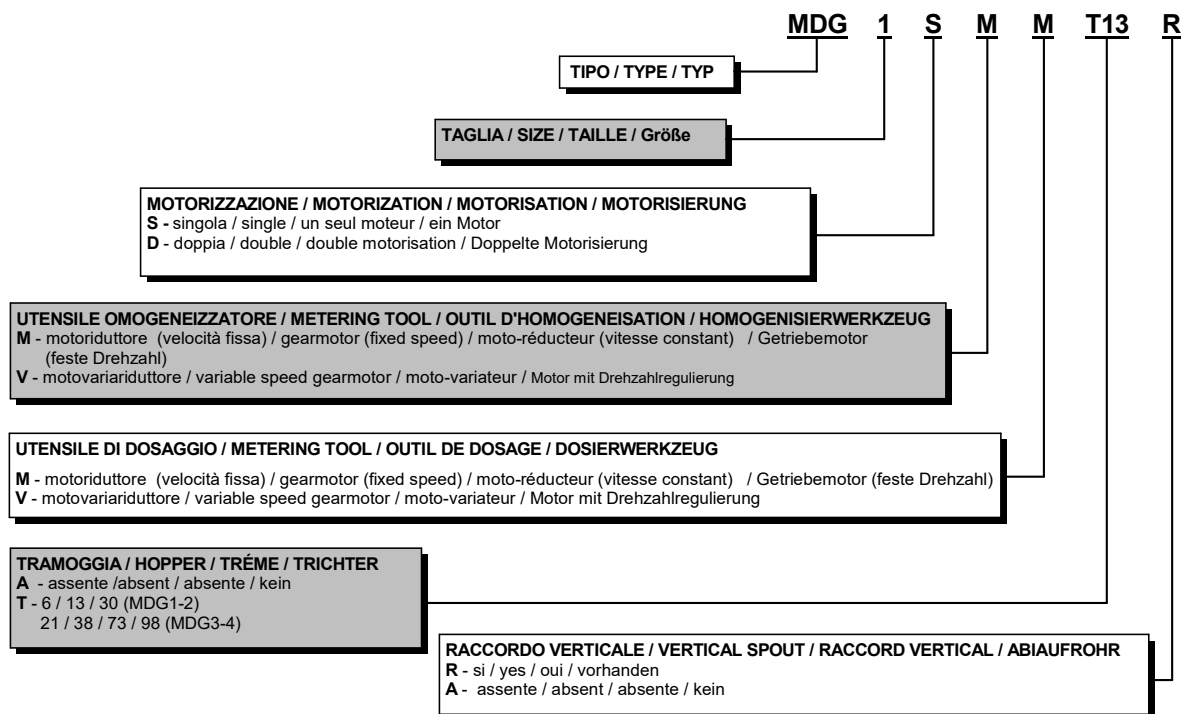 MDG 1 S M M T13 R
TIPO / TYPE / TYP
TAGLIA / SIZE / TAILLE / Größe
MOTORIZZAZIONE / MOTORIZATION / MOTORISATION / MOTORISIERUNG
S - singola / single / un seul moteur / ein Motor
D - doppia / double / double motorisation / Doppelte Motorisierung
UTENSILE OMOGENEIZZATORE / METERING TOOL / OUTIL D'HOMOGENEISATION / HOMOGENISIERWERKZEUG
M - motoriduttore (velocità fissa) / gearmotor (fixed speed) / moto-réducteur (vitesse constant) / Getriebemotor
(feste Drehzahl)
V - motovariariduttore / variable speed gearmotor / moto-variateur / Motor mit Drehzahlregulierung
UTENSILE DI DOSAGGIO / METERING TOOL / OUTIL DE DOSAGE / DOSIERWERKZEUG
M - motoriduttore (velocità fissa) / gearmotor (fixed speed) / moto-réducteur (vitesse constant) / Getriebemotor (feste Drehzahl)
V - motovariariduttore / variable speed gearmotor / moto-variateur / Motor mit Drehzahlregulierung
TRAMOGGIA / HOPPER / TRÉME / TRICHTER
A - assente /absent / absente / kein
T - 6 / 13 / 30 (MDG1-2)
21 / 38 / 73 / 98 (MDG3-4)
RACCORDO VERTICALE / VERTICAL SPOUT / RACCORD VERTICAL / ABIAUFROHR
R - si / yes / oui / vorhanden
A - assente / absent / absente / kein